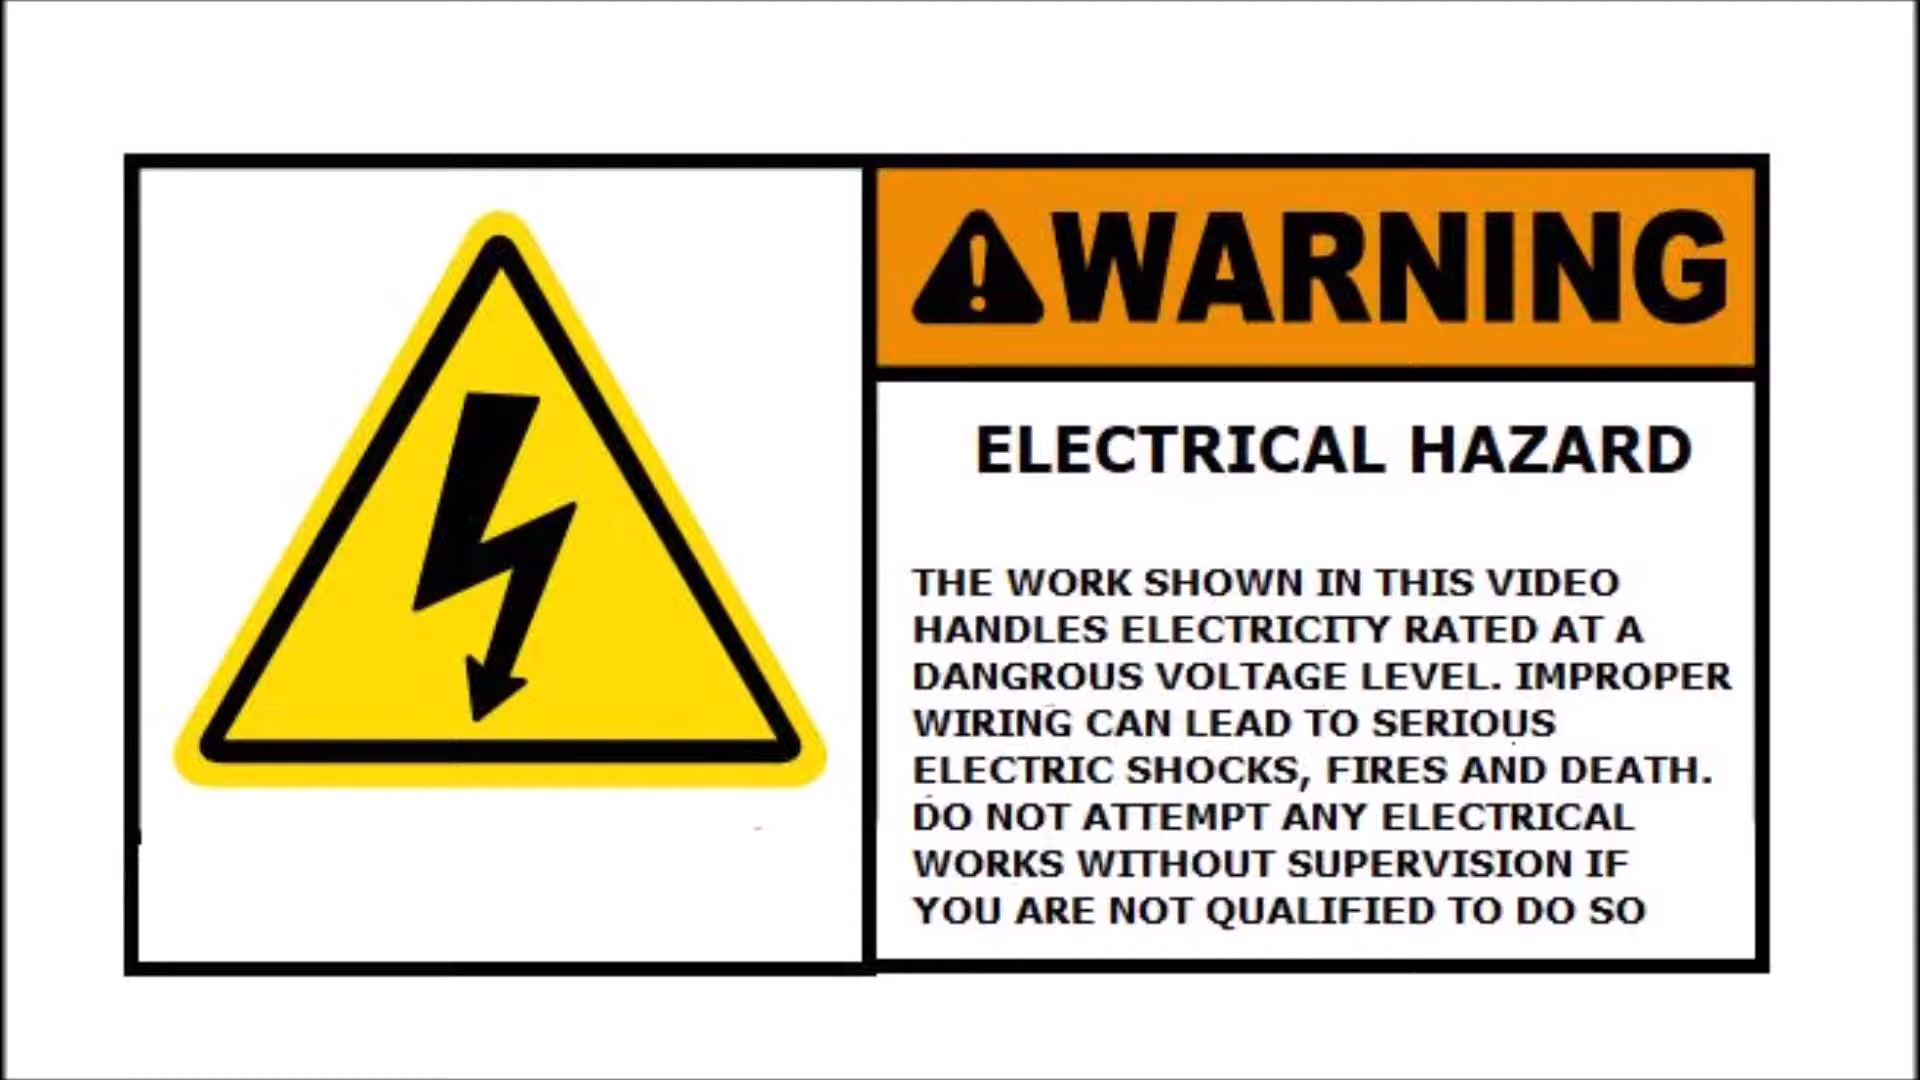 WARNING
ELECTRICAL HAZARD
THE WORK SHOWN IN THIS VIDEO
HANDLES ELECTRICITY RATED AT A
DANGROUS VOLTAGE LEVEL. IMPROPER
WIRING CAN LEAD TO SERIOUS
ELECTRIC SHOCKS, FIRES AND DEATH.
DO NOT ATTEMPT ANY ELECTRICAL
WORKS WITHOUT SUPERVISION IF
YOU ARE NOT QUALIFIED TO DO SO